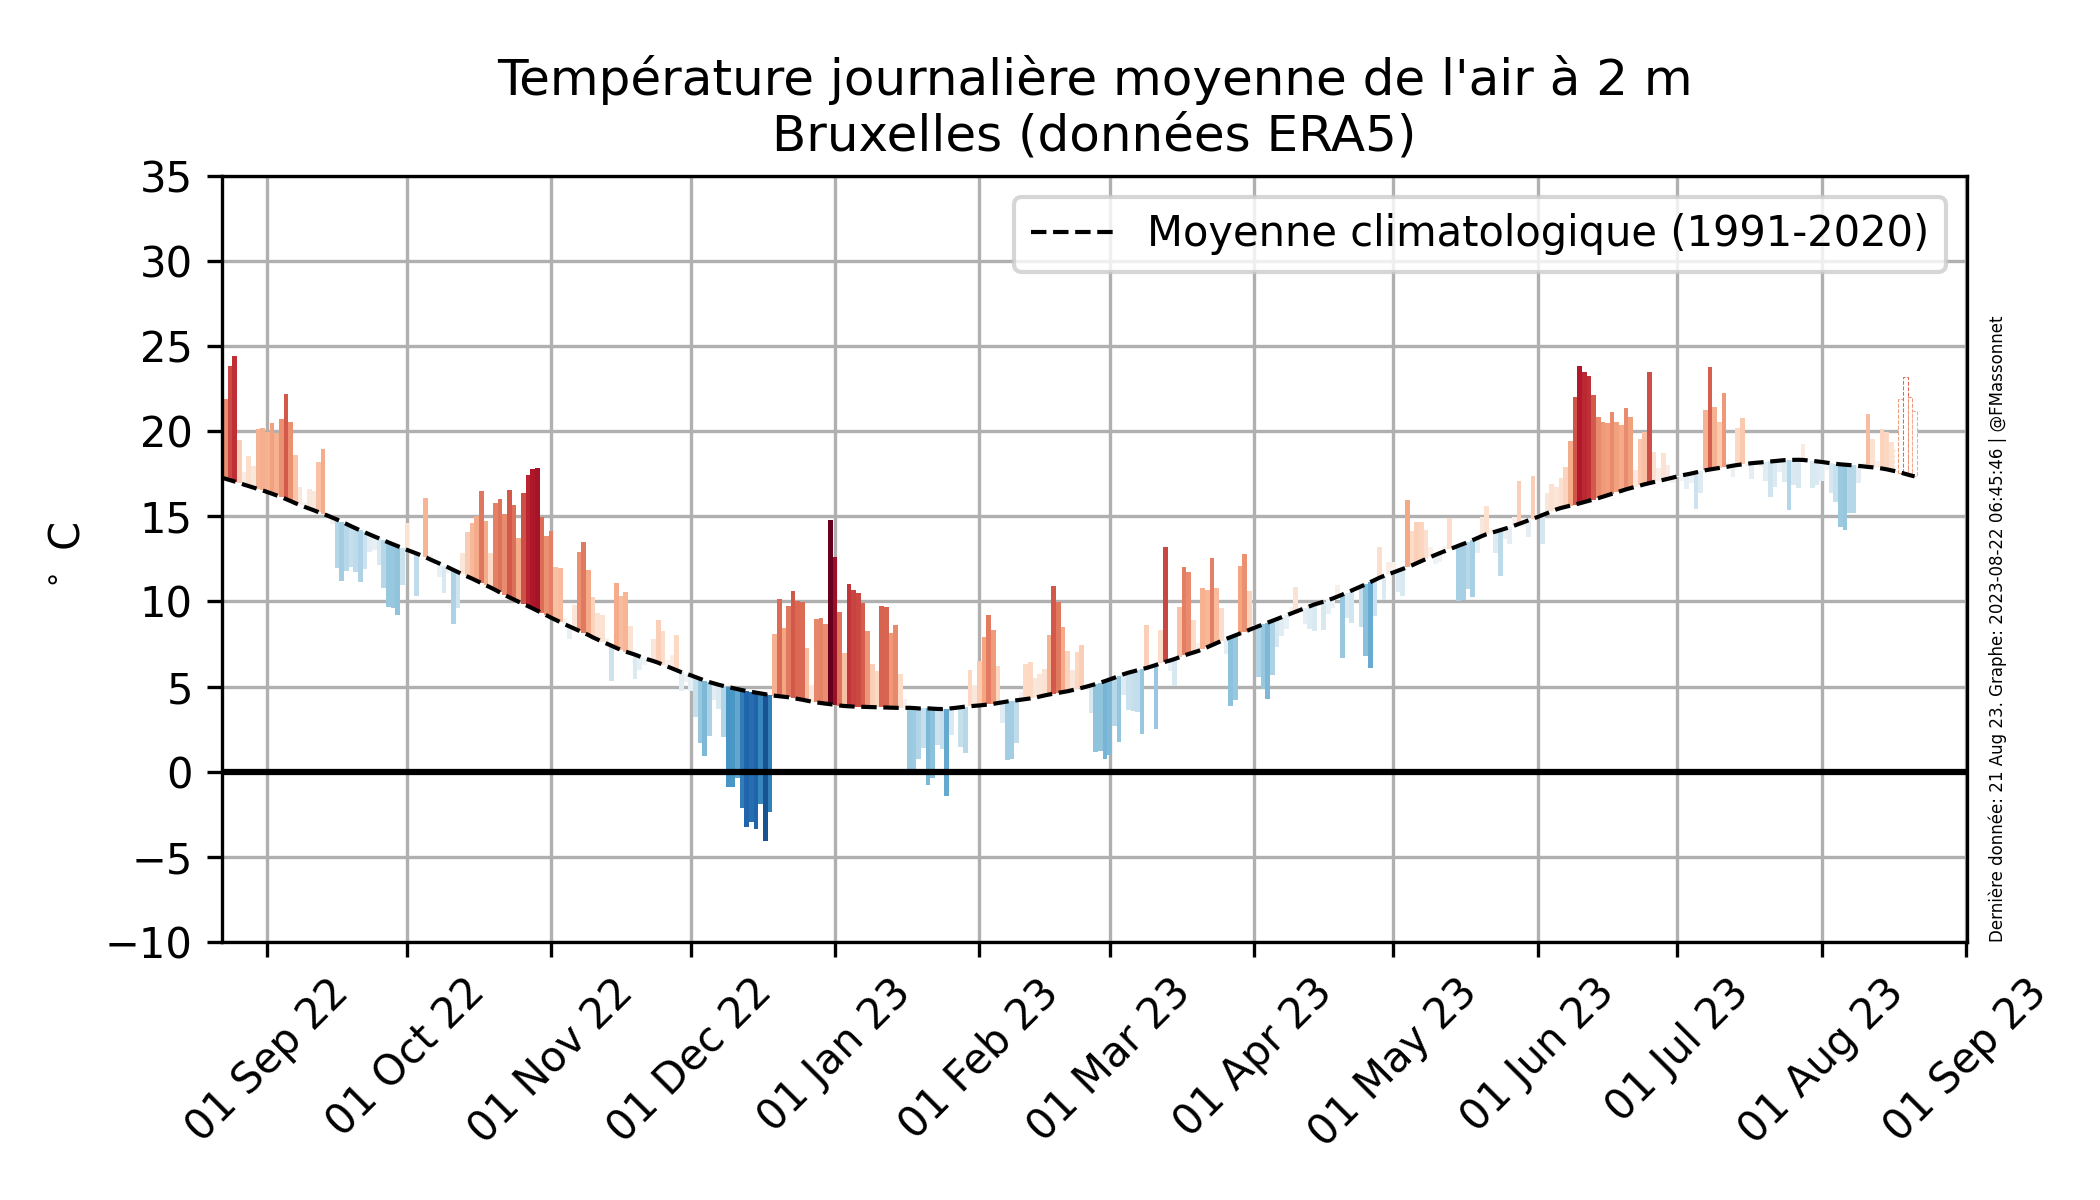 Température journalière moyenne de l'air à 2 m
Bruxelles (données ERA5)
Moyenne climatologique (1991-2020)
35
30
25
20
15
10
5
0
−5
−10
° C
01 Sep 22
01 Oct 22
01 Nov 22
01 Dec 22
01 Jan 23
01 Feb 23
01 Mar 23
01 Apr 23
01 May 23
01 Jun 23
01 Jul 23
01 Aug 23
01 Sep 23
Dernière donnée: 21 Aug 23. Graphe: 2023-08-22 06:45:46 | @FMassonnet